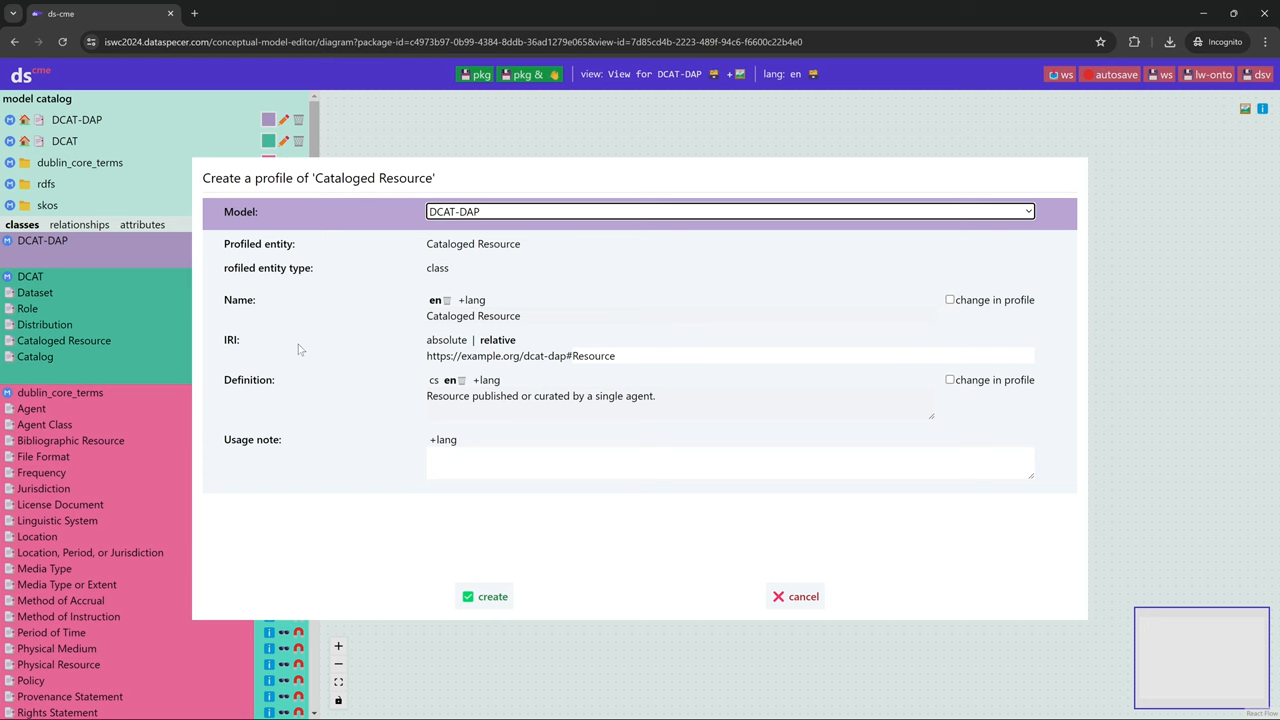 ds-cme
iswc2024.dataspecer.com/conceptual-model-editor/diagram?package-id=c4973b97-0b99-4384-8ddb-36ad1279e065&view-id=7d85cd4b-2223-489f-94c6-f6600c22b4e0
Incognito
ds cme
pkg
pkg &
view: View for DCAT-DAP
lang: en
ws
autosave
ws
lw-onto
dsv
model catalog
M DCAT-DAP
M DCAT
M dublin_core_terms
M rdfs
M skos
classes relationships attributes
M DCAT-DAP
M DCAT
Dataset
Role
Distribution
Cataloged Resource
Catalog
M dublin_core_terms
Agent
Agent Class
Bibliographic Resource
File Format
Frequency
Jurisdiction
License Document
Linguistic System
Location
Location, Period, or Jurisdiction
Media Type
Media Type or Extent
Method of Accrual
Method of Instruction
Period of Time
Physical Medium
Physical Resource
Policy
Provenance Statement
Rights Statement
Create a profile of 'Cataloged Resource'
Model: DCAT-DAP
Profiled entity: Cataloged Resource
rofiled entity type: class
Name: en +lang change in profile
Cataloged Resource
IRI: absolute | relative
https://example.org/dcat-dap#Resource
Definition: cs en +lang change in profile
Resource published or curated by a single agent.
Usage note: +lang
create
cancel
React Flow